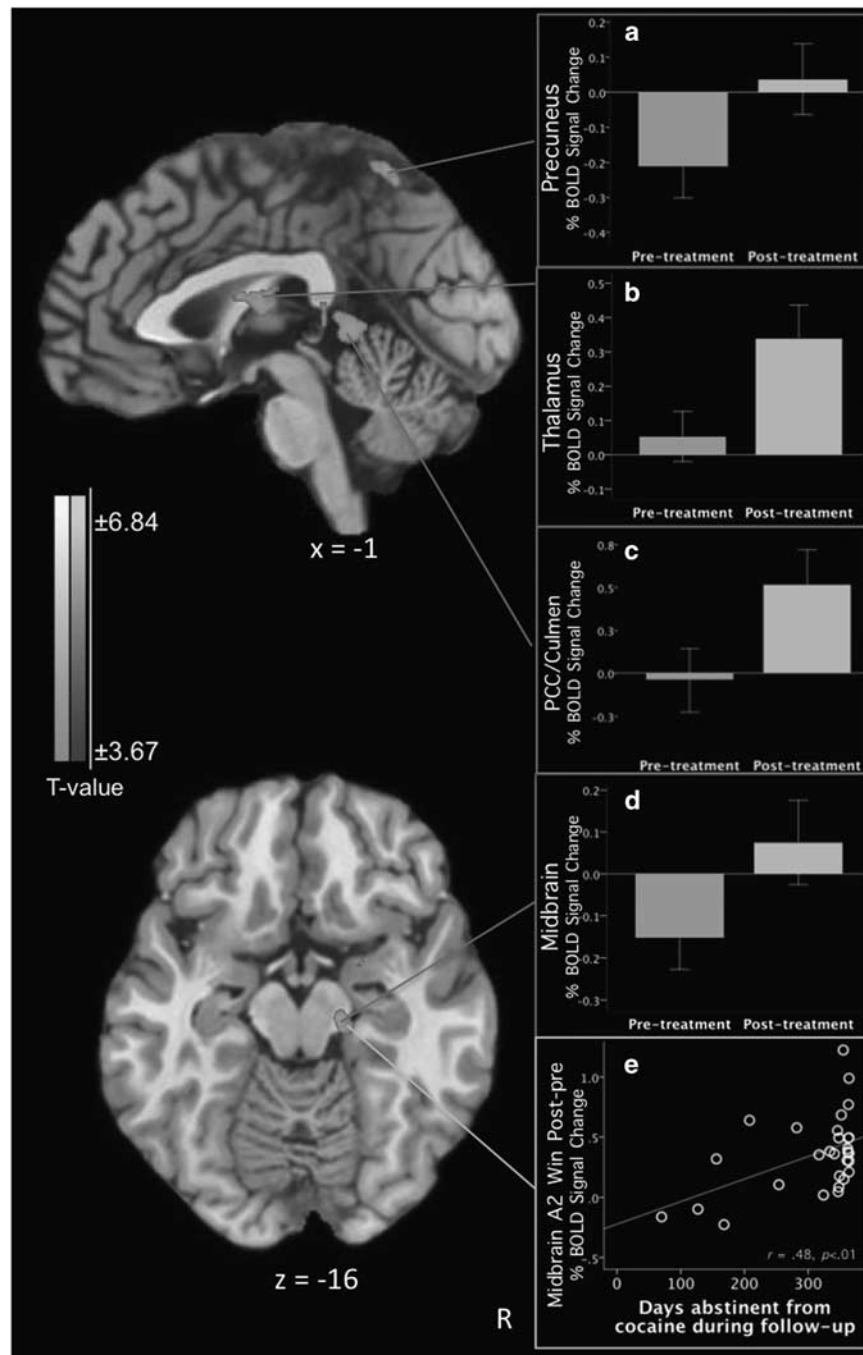 a
Precuneus
% BOLD Signal Change
0.2
0.1
0.0
-0.1
-0.2
-0.3
-0.4
Pre-treatment Post-treatment
b
Thalamus
% BOLD Signal Change
0.5
0.4
0.3
0.2
0.1
0.0
-0.1
Pre-treatment Post-treatment
c
PCC/Culmen
% BOLD Signal Change
0.8
0.5
0.3
0.0
-0.3
Pre-treatment Post-treatment
x = -1
±6.84
±3.67
T-value
d
Midbrain
% BOLD Signal Change
0.2
0.1
0.0
-0.1
-0.2
-0.3
Pre-treatment Post-treatment
e
Midbrain A2 Win Post-pre
% BOLD Signal Change
1.0
.5
.0
-.5
r = .48, p<.01
0 100 200 300
Days abstinent from
cocaine during follow-up
z = -16
R